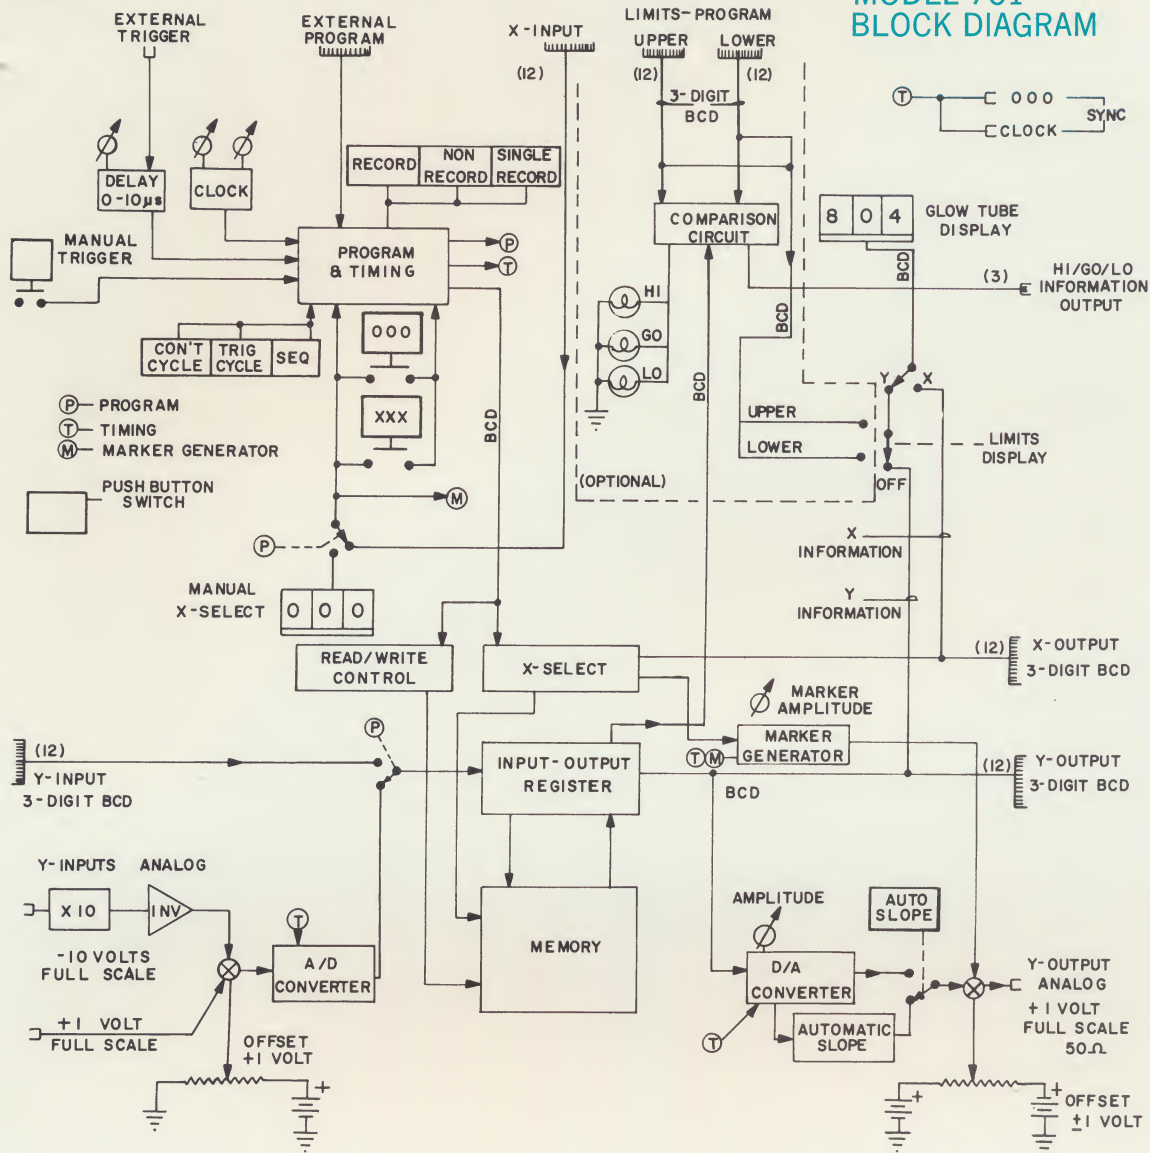 MODEL 781
BLOCK DIAGRAM
EXTERNAL
TRIGGER
EXTERNAL
PROGRAM
X-INPUT
(12)
LIMITS-PROGRAM
UPPER
LOWER
(12)
(12)
3-DIGIT
BCD
T
000
CLOCK
SYNC
DELAY
0-10µs
CLOCK
RECORD
NON
RECORD
SINGLE
RECORD
MANUAL
TRIGGER
PROGRAM
& TIMING
P
T
COMPARISON
CIRCUIT
8 0 4
GLOW TUBE
DISPLAY
BCD
(3)
HI/GO/LO
INFORMATION
OUTPUT
HI
GO
LO
BCD
BCD
BCD
CON'T
CYCLE
TRIG
CYCLE
SEQ
000
XXX
P - PROGRAM
T - TIMING
M - MARKER GENERATOR
PUSH BUTTON
SWITCH
M
P
UPPER
LOWER
(OPTIONAL)
Y
X
OFF
LIMITS
DISPLAY
X
INFORMATION
Y
INFORMATION
MANUAL
X-SELECT
0 0 0
READ/WRITE
CONTROL
X-SELECT
(12)
X-OUTPUT
3-DIGIT BCD
MARKER
AMPLITUDE
MARKER
GENERATOR
T M
P
(12)
Y-INPUT
3-DIGIT BCD
INPUT-OUTPUT
REGISTER
BCD
(12)
Y-OUTPUT
3-DIGIT BCD
Y-INPUTS ANALOG
X10
INV
-10 VOLTS
FULL SCALE
T
A/D
CONVERTER
+1 VOLT
FULL SCALE
OFFSET
+1 VOLT
+
MEMORY
AMPLITUDE
AUTO
SLOPE
D/A
CONVERTER
T
AUTOMATIC
SLOPE
Y-OUTPUT
ANALOG
+1 VOLT
FULL SCALE
50Ω
+
+
OFFSET
±1 VOLT